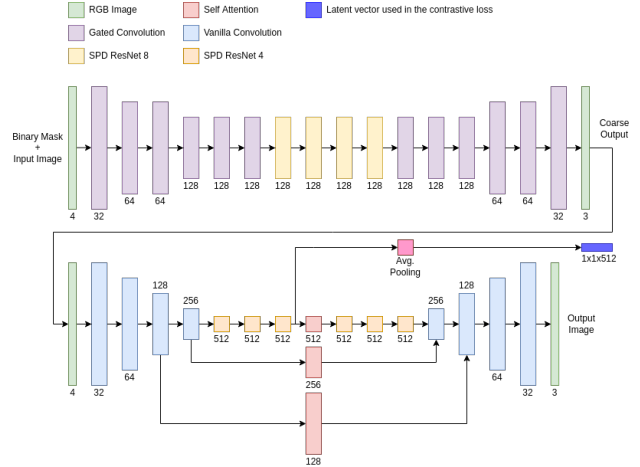 RGB Image
Self Attention
Latent vector used in the contrastive loss
Gated Convolution
Vanilla Convolution
SPD ResNet 8
SPD ResNet 4
Binary Mask
+
Input Image
Coarse
Output
4
32
64
64
128
128
128
128
128
128
128
128
128
128
64
64
32
3
Avg.
Pooling
1x1x512
Output
Image
4
32
64
128
256
512
512
512
512
512
512
512
256
128
64
32
3
256
128